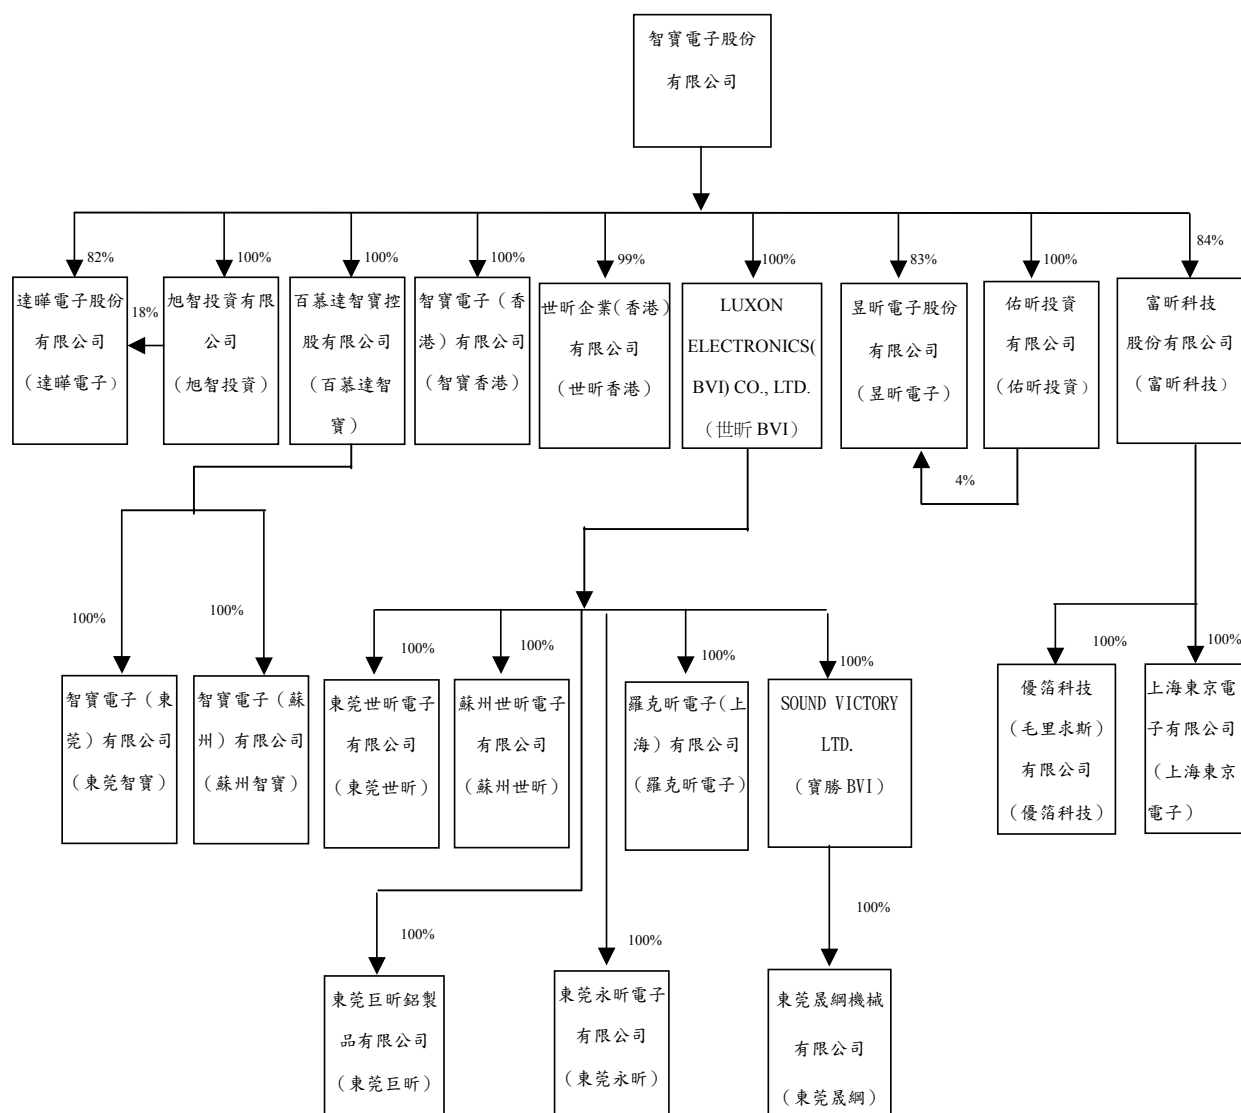 智寶電子股份
有限公司
82%
100%
100%
100%
99%
100%
83%
100%
84%
達曄電子股份
有限公司
（達曄電子）
18%
旭智投資有限
公司
（旭智投資）
百慕達智寶控
股有限公司
（百慕達智
寶）
智寶電子（香
港）有限公司
（智寶香港）
世昕企業(香港)
有限公司
（世昕香港）
LUXON
ELECTRONICS(
BVI) CO., LTD.
（世昕 BVI）
昱昕電子股份
有限公司
（昱昕電子）
佑昕投資
有限公司
（佑昕投資）
富昕科技
股份有限公司
（富昕科技）
4%
100%
100%
100%
100%
100%
100%
100%
100%
智寶電子（東
莞）有限公司
（東莞智寶）
智寶電子（蘇
州）有限公司
（蘇州智寶）
東莞世昕電子
有限公司
（東莞世昕）
蘇州世昕電子
有限公司
（蘇州世昕）
羅克昕電子(上
海）有限公司
（羅克昕電子）
SOUND VICTORY
LTD.
（寶勝 BVI）
優箔科技
（毛里求斯）
有限公司
（優箔科技）
上海東京電
子有限公司
（上海東京
電子）
100%
100%
100%
東莞巨昕鋁製
品有限公司
（東莞巨昕）
東莞永昕電子
有限公司
（東莞永昕）
東莞晟綱機械
有限公司
（東莞晟綱）